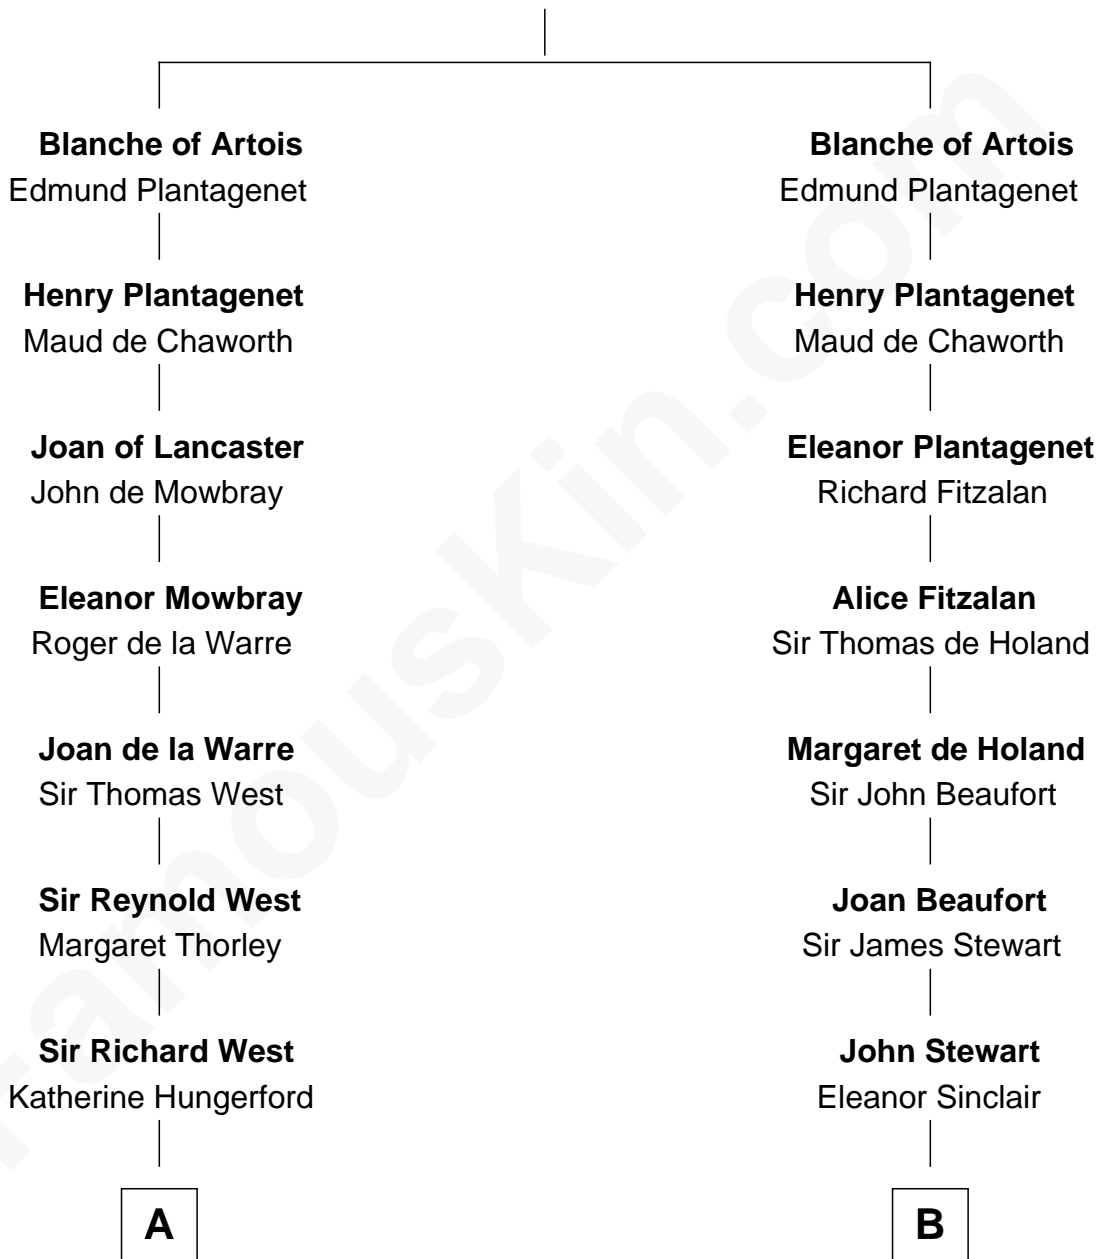 Blanche of Artois
Edmund Plantagenet
Henry Plantagenet
Maud de Chaworth
Joan of Lancaster
John de Mowbray
Eleanor Mowbray
Roger de la Warre
Joan de la Warre
Sir Thomas West
Sir Reynold West
Margaret Thorley
Sir Richard West
Katherine Hungerford
A
Blanche of Artois
Edmund Plantagenet
Henry Plantagenet
Maud de Chaworth
Eleanor Plantagenet
Richard Fitzalan
Alice Fitzalan
Sir Thomas de Holand
Margaret de Holand
Sir John Beaufort
Joan Beaufort
Sir James Stewart
John Stewart
Eleanor Sinclair
B
FamousKin.com